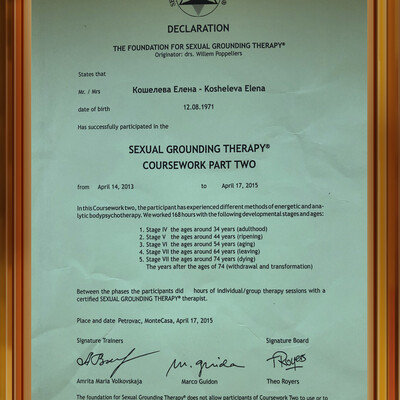 DECLARATION
THE FOUNDATION FOR SEXUAL GROUNDING THERAPY®
Originator: drs. Willem Poppeliers
States that
Mr. / Mrs Кошелева Елена - Kosheleva Elena
date of birth 12.08.1971
Has successfully participated in the
SEXUAL GROUNDING THERAPY®
COURSEWORK PART TWO
from April 14, 2013 to April 17, 2015
In this Coursework two, the participant has experienced different methods of energetic and ana-
lytic bodypsychotherapy. We worked 168 hours with the following developmental stages and ages:
1. Stage IV the ages around 34 years (adulthood)
2. Stage V the ages around 44 years (ripening)
3. Stage VI the ages around 54 years (aging)
4. Stage VII the ages around 64 years (leaving)
5. Stage VII the ages around 74 years (dying)
The years after the ages of 74 (withdrawal and transformation)
Between the phases the participants did hours of individual/group therapy sessions with a
certified SEXUAL GROUNDING THERAPY® therapist.
Place and date Petrovac, MonteCasa, April 17, 2015
Signature Trainers Signature Board
M. Guidon TRoyers
Amrita Maria Volkovskaja Marco Guidon Theo Royers
The foundation for Sexual Grounding Therapy® does not allow participants of Coursework Two to use or to